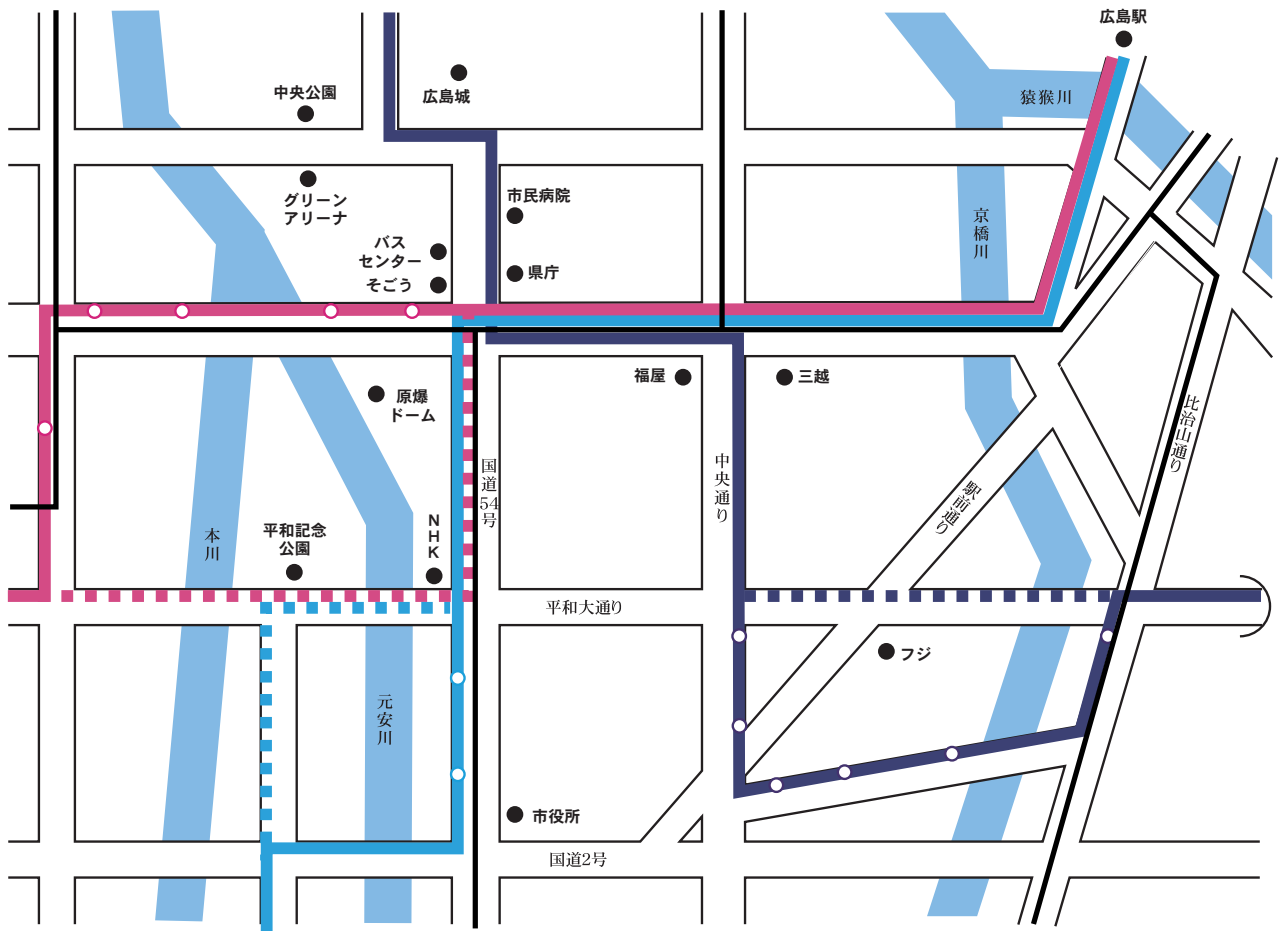 広島駅
広島城
中央公園
猿猴川
グリーン
アリーナ
市民病院
京橋川
バス
センター
そごう
県庁
福屋
三越
原爆
ドーム
比治山通り
国道54号
中央通り
駅前通り
本川
平和記念
公園
NHK
平和大通り
フジ
元安川
市役所
国道2号